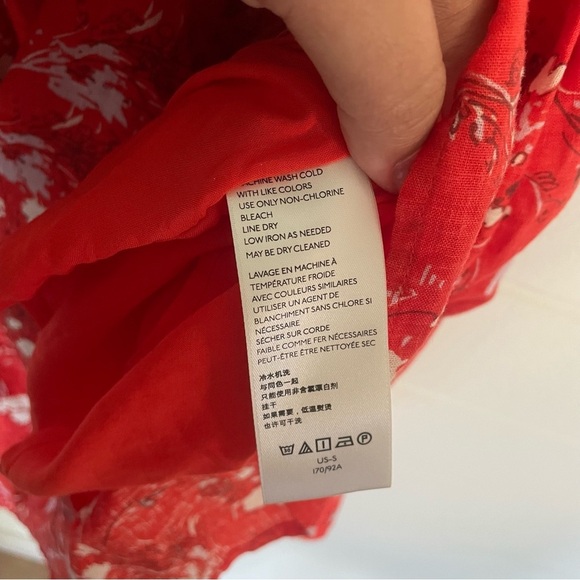 MACHINE WASH COLD
WITH LIKE COLORS
USE ONLY NON-CHLORINE
BLEACH
LINE DRY
LOW IRON AS NEEDED
MAY BE DRY CLEANED
LAVAGE EN MACHINE À
TEMPÉRATURE FROIDE
AVEC COULEURS SIMILAIRES
UTILISER UN AGENT DE
BLANCHIMENT SANS CHLORE SI
NÉCESSAIRE
SÉCHER SUR CORDE
FAIBLE COMME FER NÉCESSAIRE
PEUT-ÊTRE ÊTRE NETTOYÉE SEC
冷水机洗
与同色一起
只能使用非含氯漂白剂
挂干
如果需要，低温熨烫
也许可干洗
P
US-S
170/92A